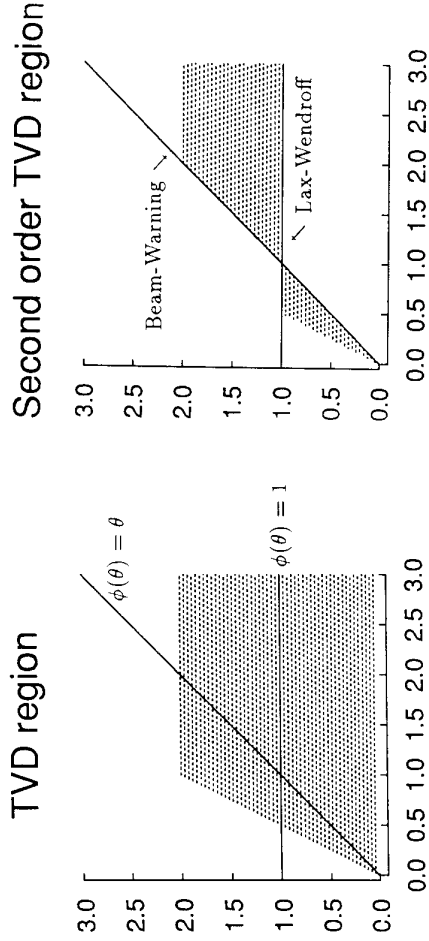 TVD region
3.0
2.5
2.0
1.5
1.0
0.5
0.0
ϕ(θ) = θ
ϕ(θ) = 1
0.0 0.5 1.0 1.5 2.0 2.5 3.0
Second order TVD region
3.0
2.5
2.0
1.5
1.0
0.5
0.0
Beam-Warning
Lax-Wendroff
0.0 0.5 1.0 1.5 2.0 2.5 3.0